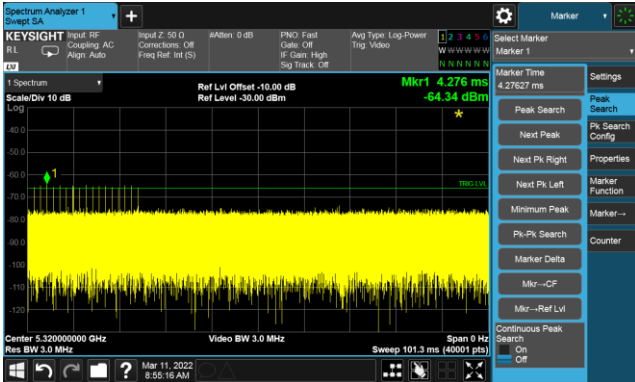 Spectrum Analyzer 1
Swept SA
+
Marker
KEYSIGHT
RL
LXI
Input: RF
Coupling: AC
Align: Auto
Input Z: 50 Ω
Corrections: Off
Freq Ref: Int (S)
#Atten: 0 dB
PNO: Fast
Gate: Off
IF Gain: High
Sig Track: Off
Avg Type: Log-Power
Trig: Video
1 2 3 4 5 6
W W W W W W
N N N N N N
Select Marker
Marker 1
1 Spectrum
Scale/Div 10 dB
Log
Ref Lvl Offset -10.00 dB
Ref Level -30.00 dBm
Mkr1 4.276 ms
-64.34 dBm
*
-40.0
-50.0
-60.0
-70.0
-80.0
-90.0
-100
-110
-120
1
TRIG LVL
Center 5.320000000 GHz
Res BW 3.0 MHz
Video BW 3.0 MHz
Span 0 Hz
Sweep 101.3 ms (40001 pts)
Marker Time
4.27627 ms
Peak Search
Next Peak
Next Pk Right
Next Pk Left
Minimum Peak
Pk-Pk Search
Marker Delta
Mkr→CF
Mkr→Ref Lvl
Continuous Peak
Search
On
Off
Settings
Peak
Search
Pk Search
Config
Properties
Marker
Function
Marker→
Counter
?
Mar 11, 2022
8:55:16 AM